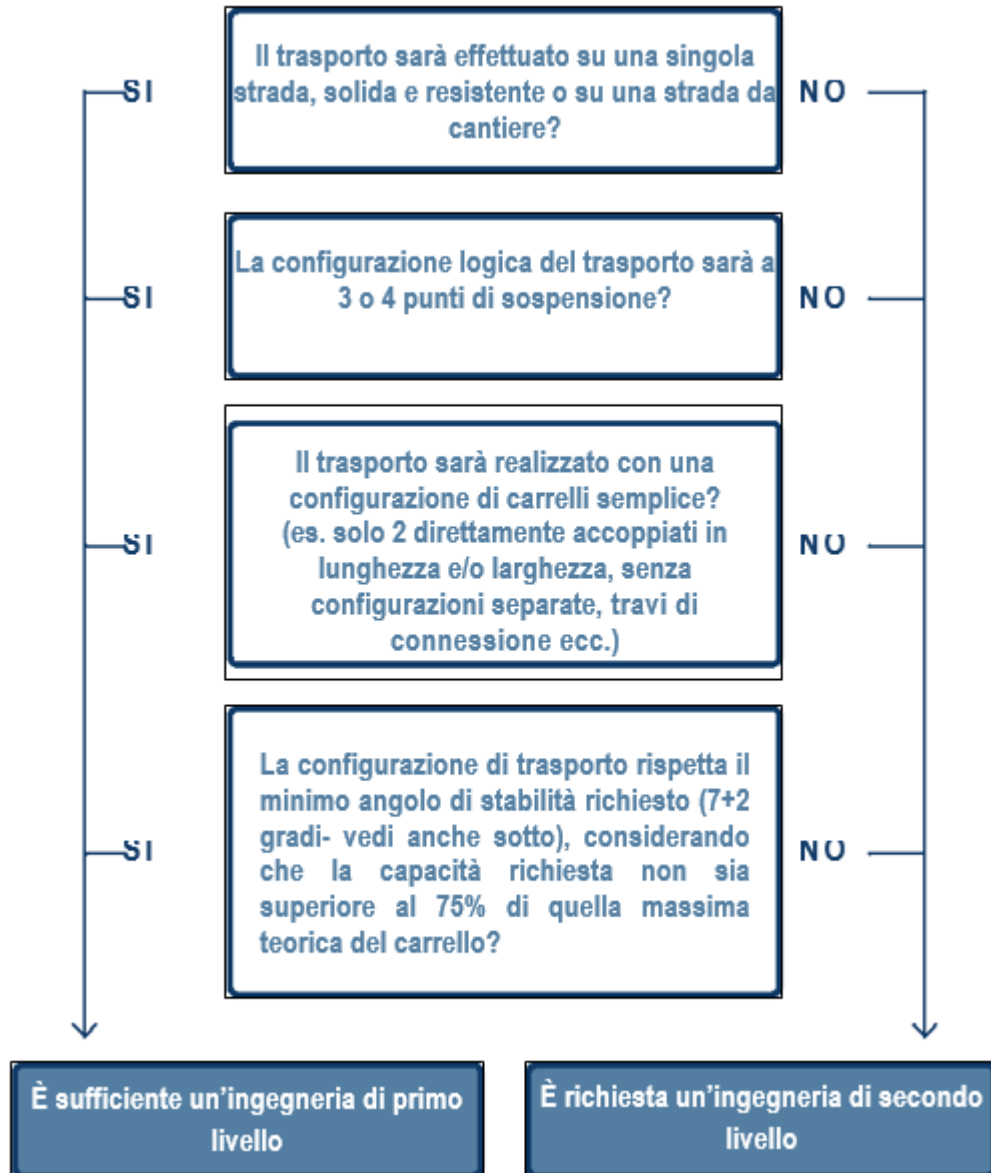 Il trasporto sarà effettuato su una singola
SI strada, solida e resistente o su una strada da NO
cantiere?
La configurazione logica del trasporto sarà a
SI 3 o 4 punti di sospensione? NO
Il trasporto sarà realizzato con una
configurazione di carrelli semplice?
(es. solo 2 direttamente accoppiati in
SI lunghezza e/o larghezza, senza NO
configurazioni separate, travi di
connessione ecc.)
La configurazione di trasporto rispetta il
minimo angolo di stabilità richiesto (7+2
gradi- vedi anche sotto), considerando
SI che la capacità richiesta non sia NO
superiore al 75% di quella massima
teorica del carrello?
È sufficiente un'ingegneria di primo
livello
È richiesta un'ingegneria di secondo
livello